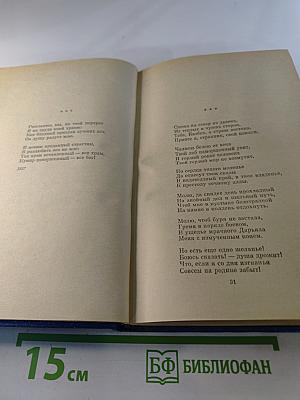 * * *
Расстались мы, но твой портрет
Я на груди моей храню:
Как бледный призрак лучших лет,
Он душу радует мою.
И новым преданный страстям,
Я разлюбить его не мог:
Так храм оставленный — всё храм,
Кумир поверженный — всё бог!
1837
* * *
Спеша на север из далека,
Из теплых и чужих сторон,
Тебе, Казбек, о страж востока,
Принес я, странник, свой поклон.
Чалмою белою от века
Твой лоб наморщенный увит,
И гордый ропот человека
Твой гордый мир не возмутит.
Но сердца тихого моленье
Да отнесут твои скалы
В надзвездный край, в твое владенье,
К престолу вечному аллы.
Молю, да снидет день прохладный
На знойный дол и пыльный путь,
Чтоб мне в пустыне безотрадной
На камне в полдень отдохнуть.
Молю, чтоб буря не застала,
Гремя в наряде боевом,
В ущелье мрачного Дарьяла
Меня с измученным конем.
Но есть еще одно желанье!
Боюсь сказать! — душа дрожит!
Что, если я со дня изгнанья
Совсем на родине забыт!
51
15
см
БФ БИБЛИОФАН